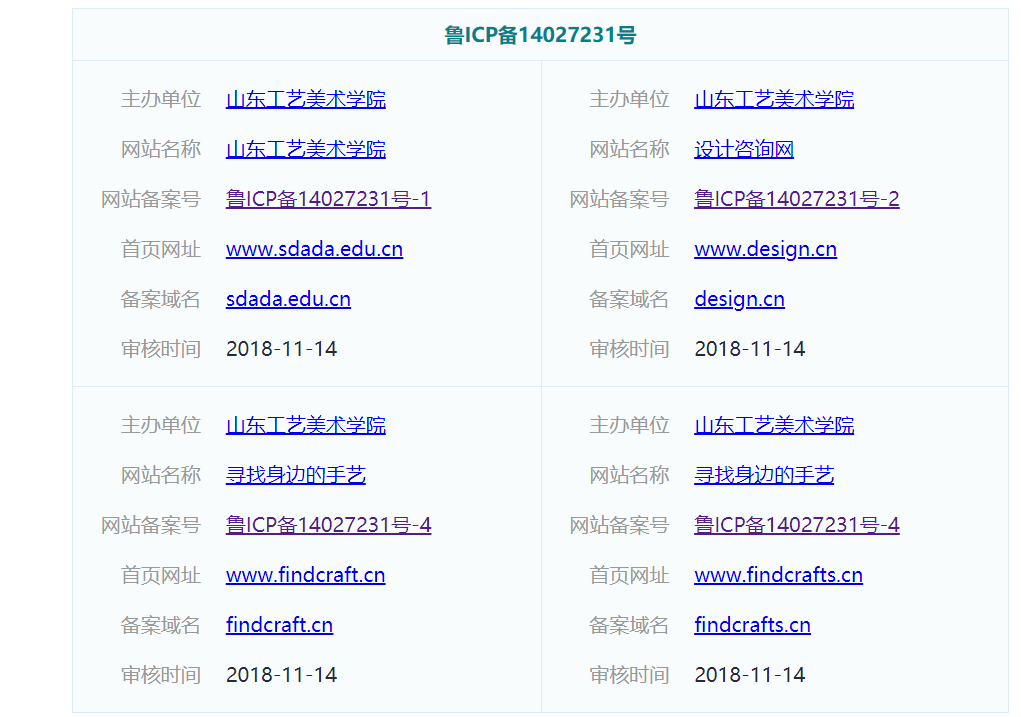 鲁ICP备14027231号
主办单位 山东工艺美术学院
网站名称 山东工艺美术学院
网站备案号 鲁ICP备14027231号-1
首页网址 www.sdada.edu.cn
备案域名 sdada.edu.cn
审核时间 2018-11-14
主办单位 山东工艺美术学院
网站名称 设计咨询网
网站备案号 鲁ICP备14027231号-2
首页网址 www.design.cn
备案域名 design.cn
审核时间 2018-11-14
主办单位 山东工艺美术学院
网站名称 寻找身边的手艺
网站备案号 鲁ICP备14027231号-4
首页网址 www.findcraft.cn
备案域名 findcraft.cn
审核时间 2018-11-14
主办单位 山东工艺美术学院
网站名称 寻找身边的手艺
网站备案号 鲁ICP备14027231号-4
首页网址 www.findcrafts.cn
备案域名 findcrafts.cn
审核时间 2018-11-14